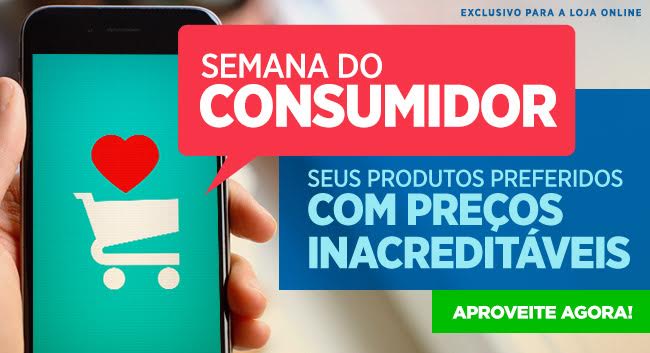 EXCLUSIVO PARA A LOJA ONLINE
SEMANA DO
CONSUMIDOR
SEUS PRODUTOS PREFERIDOS
COM PREÇOS
INACREDITÁVEIS
APROVEITE AGORA!